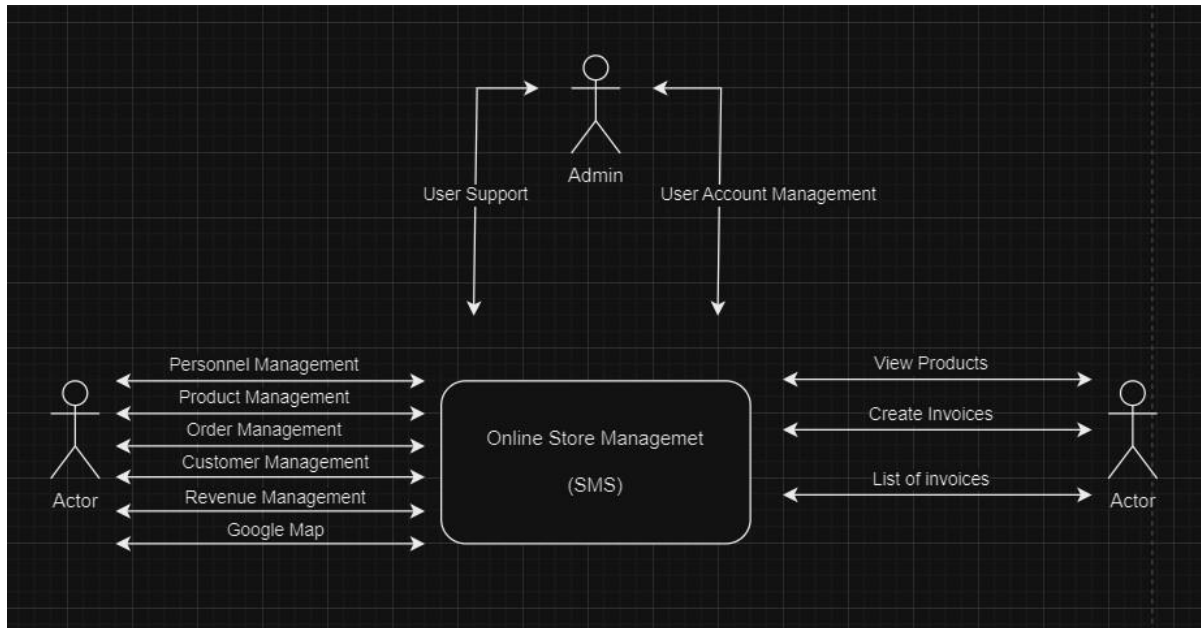 Admin
User Support
User Account Management
Personnel Management
Product Management
Order Management
Customer Management
Revenue Management
Google Map
Actor
Online Store Managemet
(SMS)
View Products
Create Invoices
List of invoices
Actor